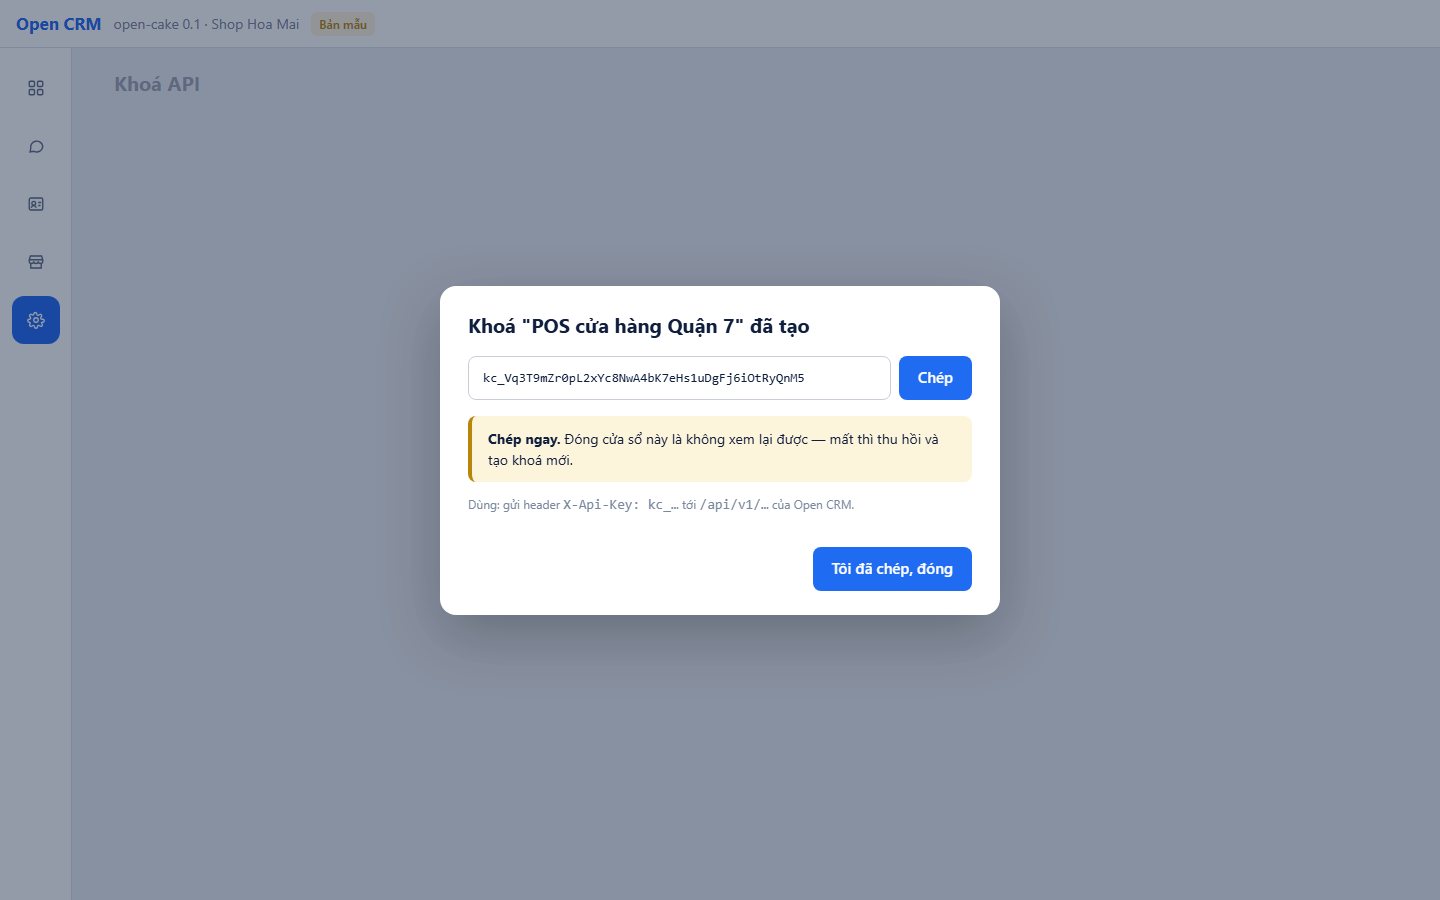 Open CRM open-cake 0.1 · Shop Hoa Mai Bản mẫu
Khoá API
Khoá "POS cửa hàng Quận 7" đã tạo
kc_Vq3T9mZr0pL2xYc8NwA4bK7eHs1uDgFj6iOtRyQnM5
Chép
Chép ngay. Đóng cửa sổ này là không xem lại được — mất thì thu hồi và
tạo khoá mới.
Dùng: gửi header X-Api-Key: kc_… tới /api/v1/… của Open CRM.
Tôi đã chép, đóng